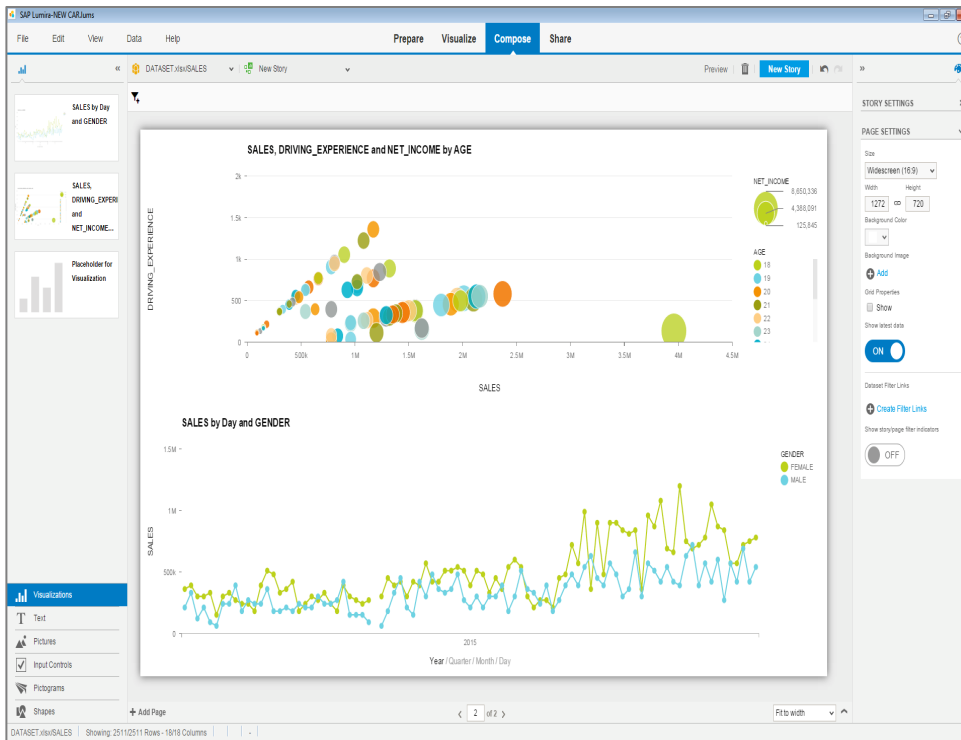 SAP Lumira-NEW CAR.lums
File Edit View Data Help Prepare Visualize Compose Share
DATASET.xlsx/SALES New Story Preview New Story
SALES by Day
and GENDER
SALES,
DRIVING_EXPERI
and
NET_INCOME...
Placeholder for
Visualization
Visualizations
Text
Pictures
Input Controls
Pictograms
Shapes
SALES, DRIVING_EXPERIENCE and NET_INCOME by AGE
DRIVING_EXPERIENCE
2k
1.5k
1k
500
0
0 500k 1M 1.5M 2M 2.5M 3M 3.5M 4M 4.5M
SALES
NET_INCOME
8,650,336
4,388,091
125,845
AGE
18
19
20
21
22
23
SALES by Day and GENDER
SALES
1.5M
1M
500k
0
2015
Year / Quarter / Month / Day
GENDER
FEMALE
MALE
STORY SETTINGS
PAGE SETTINGS
Size
Widescreen (16:9)
Width Height
1272 720
Background Color
Background Image
Add
Grid Properties
Show
Show latest data
ON
Dataset Filter Links
Create Filter Links
Show story/page filter indicators
OFF
+ Add Page 2 of 2 Fit to width
DATASET.xlsx/SALES Showing: 2511/2511 Rows - 18/18 Columns -